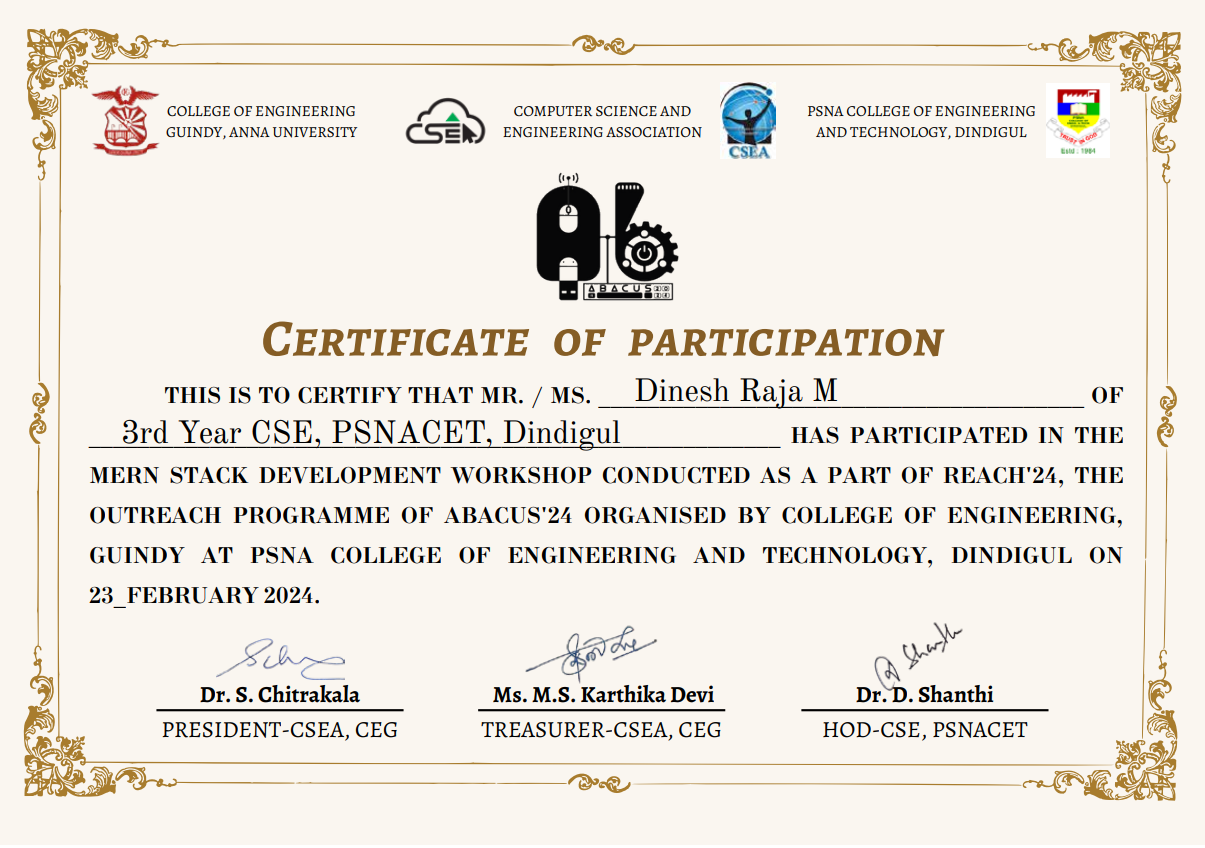 COLLEGE OF ENGINEERING
GUINDY, ANNA UNIVERSITY
CSE
COMPUTER SCIENCE AND
ENGINEERING ASSOCIATION
CSEA
PSNA COLLEGE OF ENGINEERING
AND TECHNOLOGY, DINDIGUL
TRUST IN GOD
Estd : 1984
ABACUS
CERTIFICATE OF PARTICIPATION
THIS IS TO CERTIFY THAT MR. / MS. Dinesh Raja M OF
3rd Year CSE, PSNACET, Dindigul HAS PARTICIPATED IN THE
MERN STACK DEVELOPMENT WORKSHOP CONDUCTED AS A PART OF REACH'24, THE
OUTREACH PROGRAMME OF ABACUS'24 ORGANISED BY COLLEGE OF ENGINEERING,
GUINDY AT PSNA COLLEGE OF ENGINEERING AND TECHNOLOGY, DINDIGUL ON
23_FEBRUARY 2024.
D Shanthi
Dr. S. Chitrakala
PRESIDENT-CSEA, CEG
Ms. M.S. Karthika Devi
TREASURER-CSEA, CEG
Dr. D. Shanthi
HOD-CSE, PSNACET